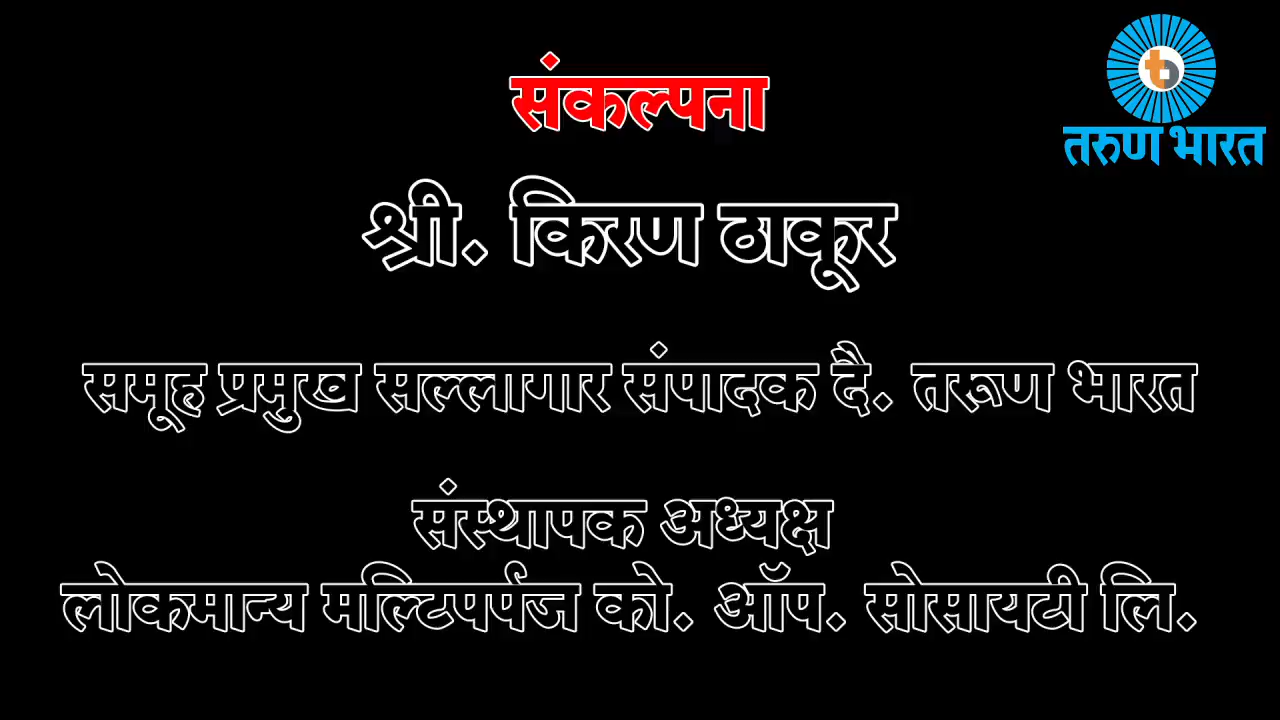 संकल्पना
तरुण भारत
श्री. किरण ठाकूर
समूह प्रमुख सल्लागार संपादक दै. तरूण भारत
संस्थापक अध्यक्ष
लोकमान्य मल्टिपर्पज को. ऑप. सोसायटी लि.